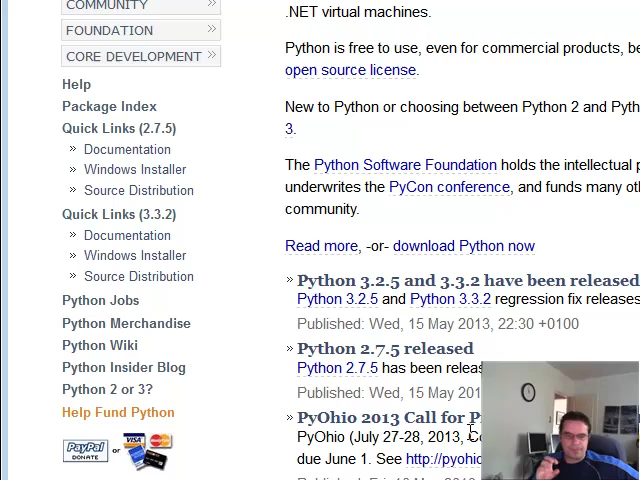 COMMUNITY
FOUNDATION
CORE DEVELOPMENT
Help
Package Index
Quick Links (2.7.5)
Documentation
Windows Installer
Source Distribution
Quick Links (3.3.2)
Documentation
Windows Installer
Source Distribution
Python Jobs
Python Merchandise
Python Wiki
Python Insider Blog
Python 2 or 3?
Help Fund Python
PayPal DONATE or VISA MasterCard
.NET virtual machines.
Python is free to use, even for commercial products, be
open source license.
New to Python or choosing between Python 2 and Pyth
3.
The Python Software Foundation holds the intellectual p
underwrites the PyCon conference, and funds many ot
community.
Read more, -or- download Python now
Python 3.2.5 and 3.3.2 have been released
Python 3.2.5 and Python 3.3.2 regression fix releases
Published: Wed, 15 May 2013, 22:30 +0100
Python 2.7.5 released
Python 2.7.5 has been relea
Published: Wed, 15 May 201
PyOhio 2013 Call for P
PyOhio (July 27-28, 2013, Co
due June 1. See http://pyohio